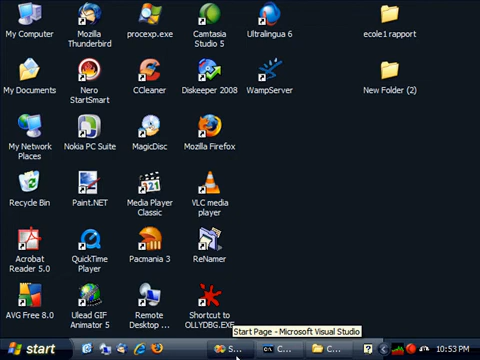 My Computer
Mozilla
Thunderbird
procexp.exe
Camtasia
Studio 5
Ultralingua 6
ecole1 rapport
My Documents
Nero
StartSmart
CCleaner
Diskeeper 2008
WampServer
New Folder (2)
My Network
Places
Nokia PC Suite
MagicDisc
Mozilla Firefox
Recycle Bin
Paint.NET
Media Player
Classic
VLC media
player
Acrobat
Reader 5.0
QuickTime
Player
Pacmania 3
ReNamer
AVG Free 8.0
Ulead GIF
Animator 5
Remote
Desktop ...
Shortcut to
OLLYDBG.EXE
Start Page - Microsoft Visual Studio
start
S...
C...
C...
10:53 PM